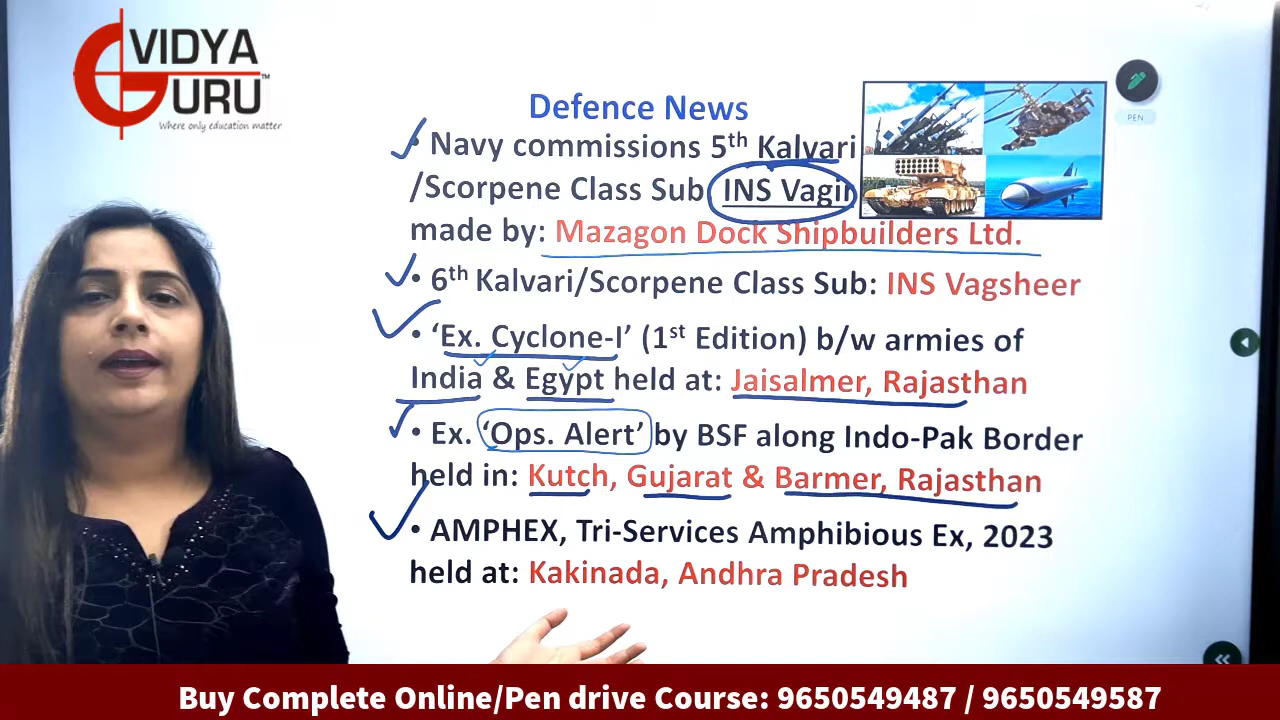 VIDYA
GURU™
Where only education matter
Defence News
• Navy commissions 5th Kalvari
/Scorpene Class Sub INS Vagir
made by: Mazagon Dock Shipbuilders Ltd.
• 6th Kalvari/Scorpene Class Sub: INS Vagsheer
• ‘Ex. Cyclone-I’ (1st Edition) b/w armies of
India & Egypt held at: Jaisalmer, Rajasthan
• Ex. ‘Ops. Alert’ by BSF along Indo-Pak Border
held in: Kutch, Gujarat & Barmer, Rajasthan
• AMPHEX, Tri-Services Amphibious Ex, 2023
held at: Kakinada, Andhra Pradesh
PEN
Buy Complete Online/Pen drive Course: 9650549487 / 9650549587